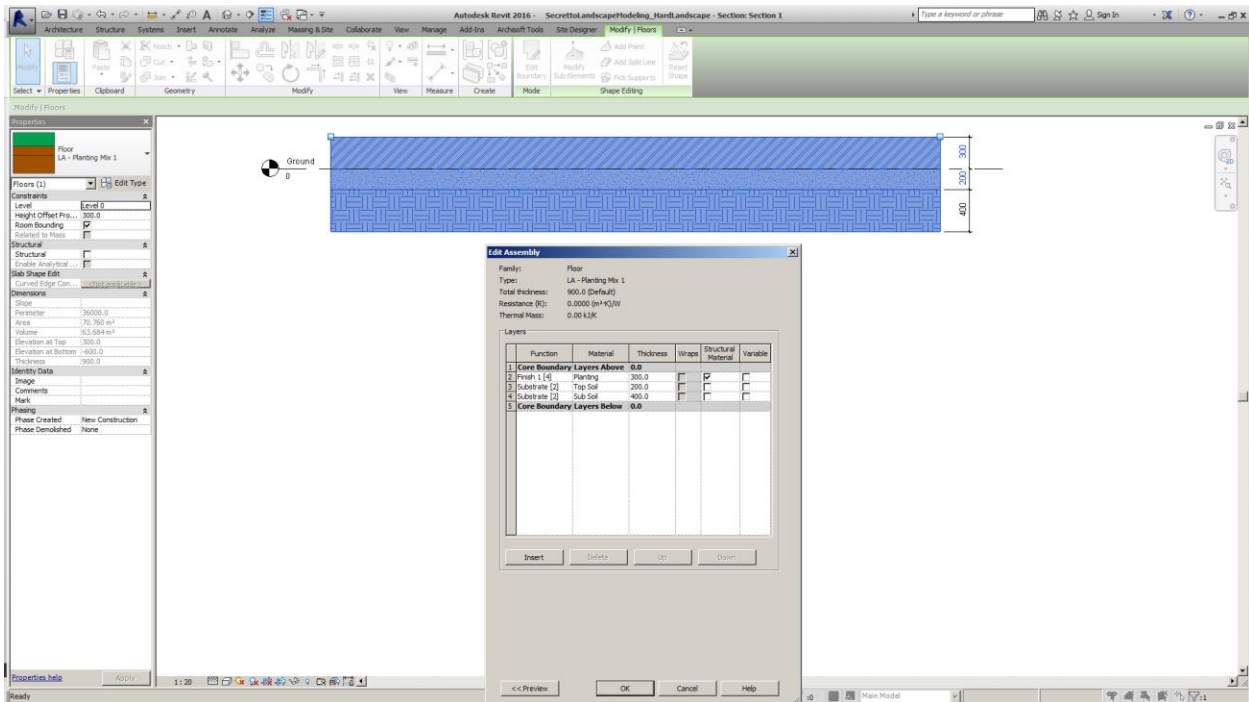 Autodesk Revit 2016 - SecrettoLandscapeModeling_HardLandscape - Section: Section 1
Type a keyword or phrase
Sign In
Architecture Structure Systems Insert Annotate Analyze Massing & Site Collaborate View Manage Add-Ins Archsoft Tools Site Designer Modify | Floors
Modify
Properties
Paste
Notch
Cut
Join
Edit Boundary
Modify Sub Elements
Add Point
Add Split Line
Pick Supports
Reset Shape
Select Properties Clipboard Geometry Modify View Measure Create Mode Shape Editing
Modify | Floors
Properties
Floor
LA - Planting Mix 1
Floors (1) Edit Type
Constraints
Level Level 0
Height Offset Fro... 300.0
Room Bounding
Related to Mass
Structural
Structural
Enable Analytical ...
Slab Shape Edit
Curved Edge Con... <Not applicable>
Dimensions
Slope
Perimeter 36000.0
Area 70.760 m²
Volume 63.684 m³
Elevation at Top 300.0
Elevation at Bottom -600.0
Thickness 900.0
Identity Data
Image
Comments
Mark
Phasing
Phase Created New Construction
Phase Demolished None
Properties help Apply
Ground
0
300
200
400
Edit Assembly
Family: Floor
Type: LA - Planting Mix 1
Total thickness: 900.0 (Default)
Resistance (R): 0.0000 (m²·K)/W
Thermal Mass: 0.00 kJ/K
Layers
Function Material Thickness Wraps Structural Material Variable
1 Core Boundary Layers Above 0.0
2 Finish 1 [4] Planting 300.0
3 Substrate [2] Top Soil 200.0
4 Substrate [2] Sub Soil 400.0
5 Core Boundary Layers Below 0.0
Insert Delete Up Down
<< Preview OK Cancel Help
1 : 20
Ready
:0 Main Model :1